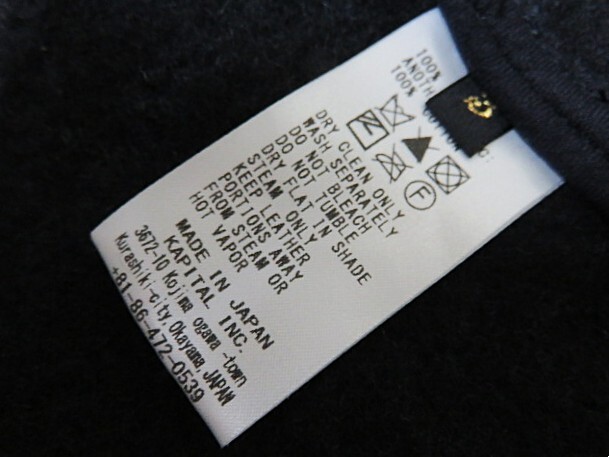 100%
100%
F
DRY CLEAN ONLY
WASH SEPARATELY
DO NOT BLEACH
DO NOT TUMBLE
DRY FLAT IN SHADE
STEAM ONLY
KEEP LEATHER
PORTIONS AWAY
FROM STEAM OR
HOT VAPOR
MADE IN JAPAN
KAPITAL INC.
3672-10 Kojima ogawa-town
Kurashiki-city, Okayama, JAPAN
+81-86-472-0539